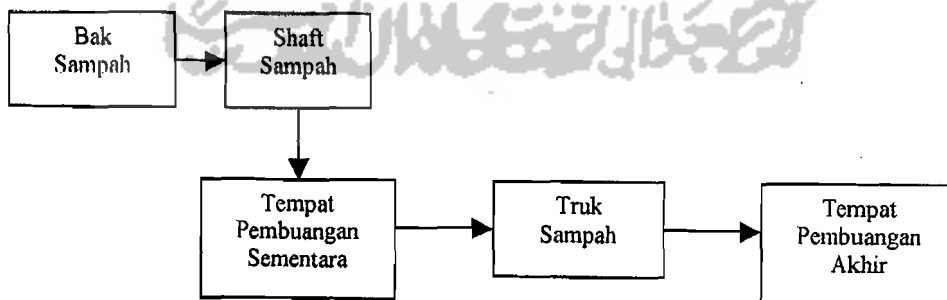 Bak
Sampah
Shaft
Sampah
Tempat
Pembuangan
Sementara
Truk
Sampah
Tempat
Pembuangan
Akhir